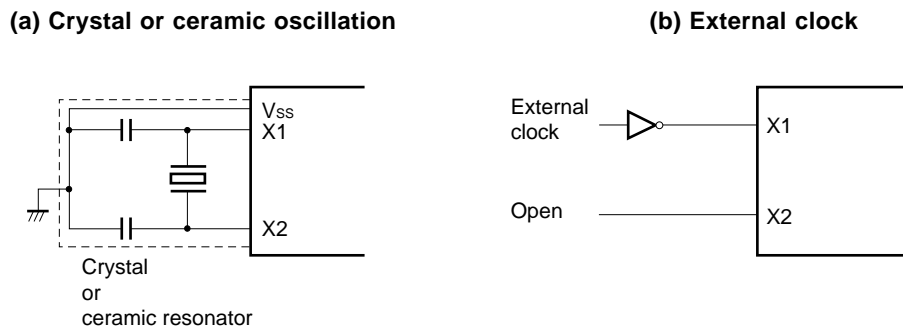 (a) Crystal or ceramic oscillation
VSS
X1
X2
Crystal
or
ceramic resonator
(b) External clock
External
clock
X1
Open
X2